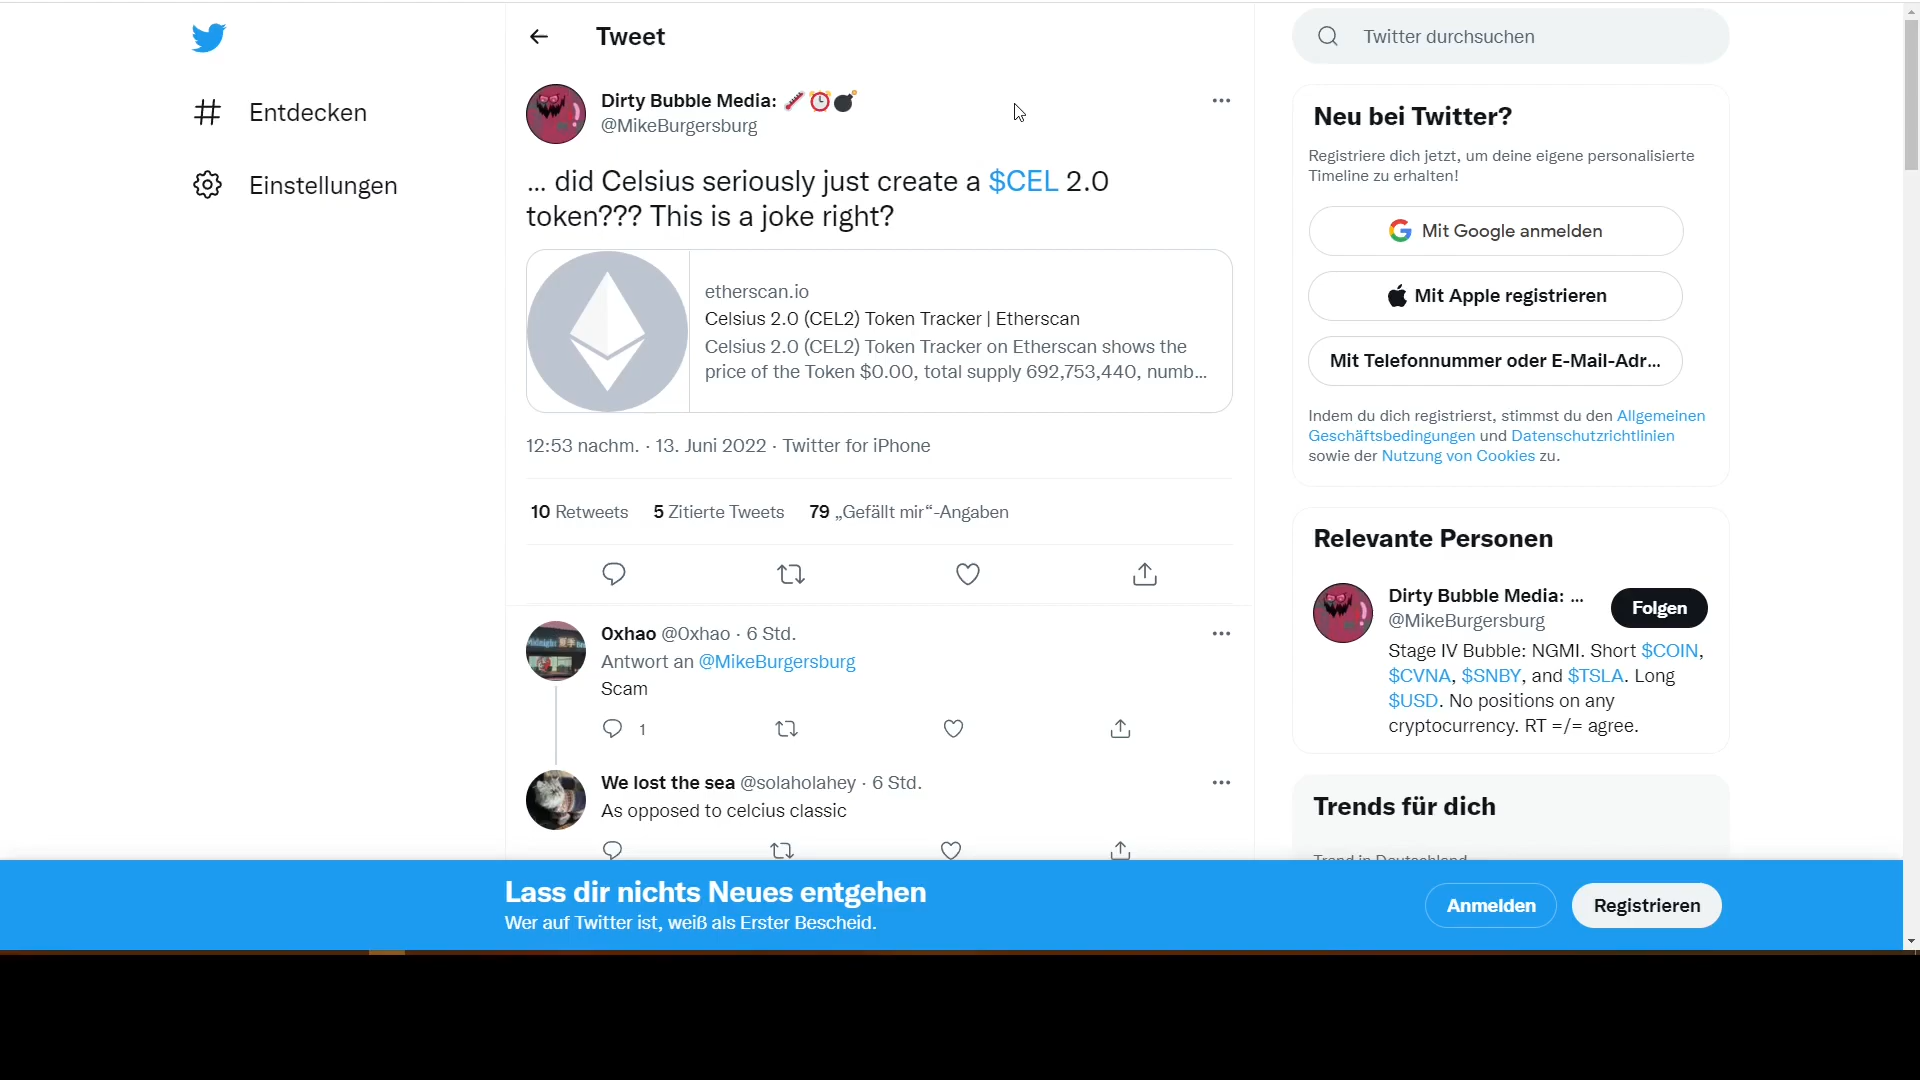 Tweet
Twitter durchsuchen
Entdecken
Einstellungen
Dirty Bubble Media:
@MikeBurgersburg
... did Celsius seriously just create a $CEL 2.0
token??? This is a joke right?
etherscan.io
Celsius 2.0 (CEL2) Token Tracker | Etherscan
Celsius 2.0 (CEL2) Token Tracker on Etherscan shows the
price of the Token $0.00, total supply 692,753,440, numb...
12:53 nachm. · 13. Juni 2022 · Twitter for iPhone
10 Retweets 5 Zitierte Tweets 79 „Gefällt mir“-Angaben
0xhao @0xhao · 6 Std.
Antwort an @MikeBurgersburg
Scam
1
We lost the sea @solaholahey · 6 Std.
As opposed to celcius classic
Neu bei Twitter?
Registriere dich jetzt, um deine eigene personalisierte
Timeline zu erhalten!
Mit Google anmelden
Mit Apple registrieren
Mit Telefonnummer oder E-Mail-Adr...
Indem du dich registrierst, stimmst du den Allgemeinen
Geschäftsbedingungen und Datenschutzrichtlinien
sowie der Nutzung von Cookies zu.
Relevante Personen
Dirty Bubble Media: ...
@MikeBurgersburg
Folgen
Stage IV Bubble: NGMI. Short $COIN,
$CVNA, $SNBY, and $TSLA. Long
$USD. No positions on any
cryptocurrency. RT =/= agree.
Trends für dich
Trend in Deutschland
Lass dir nichts Neues entgehen
Wer auf Twitter ist, weiß als Erster Bescheid.
Anmelden
Registrieren